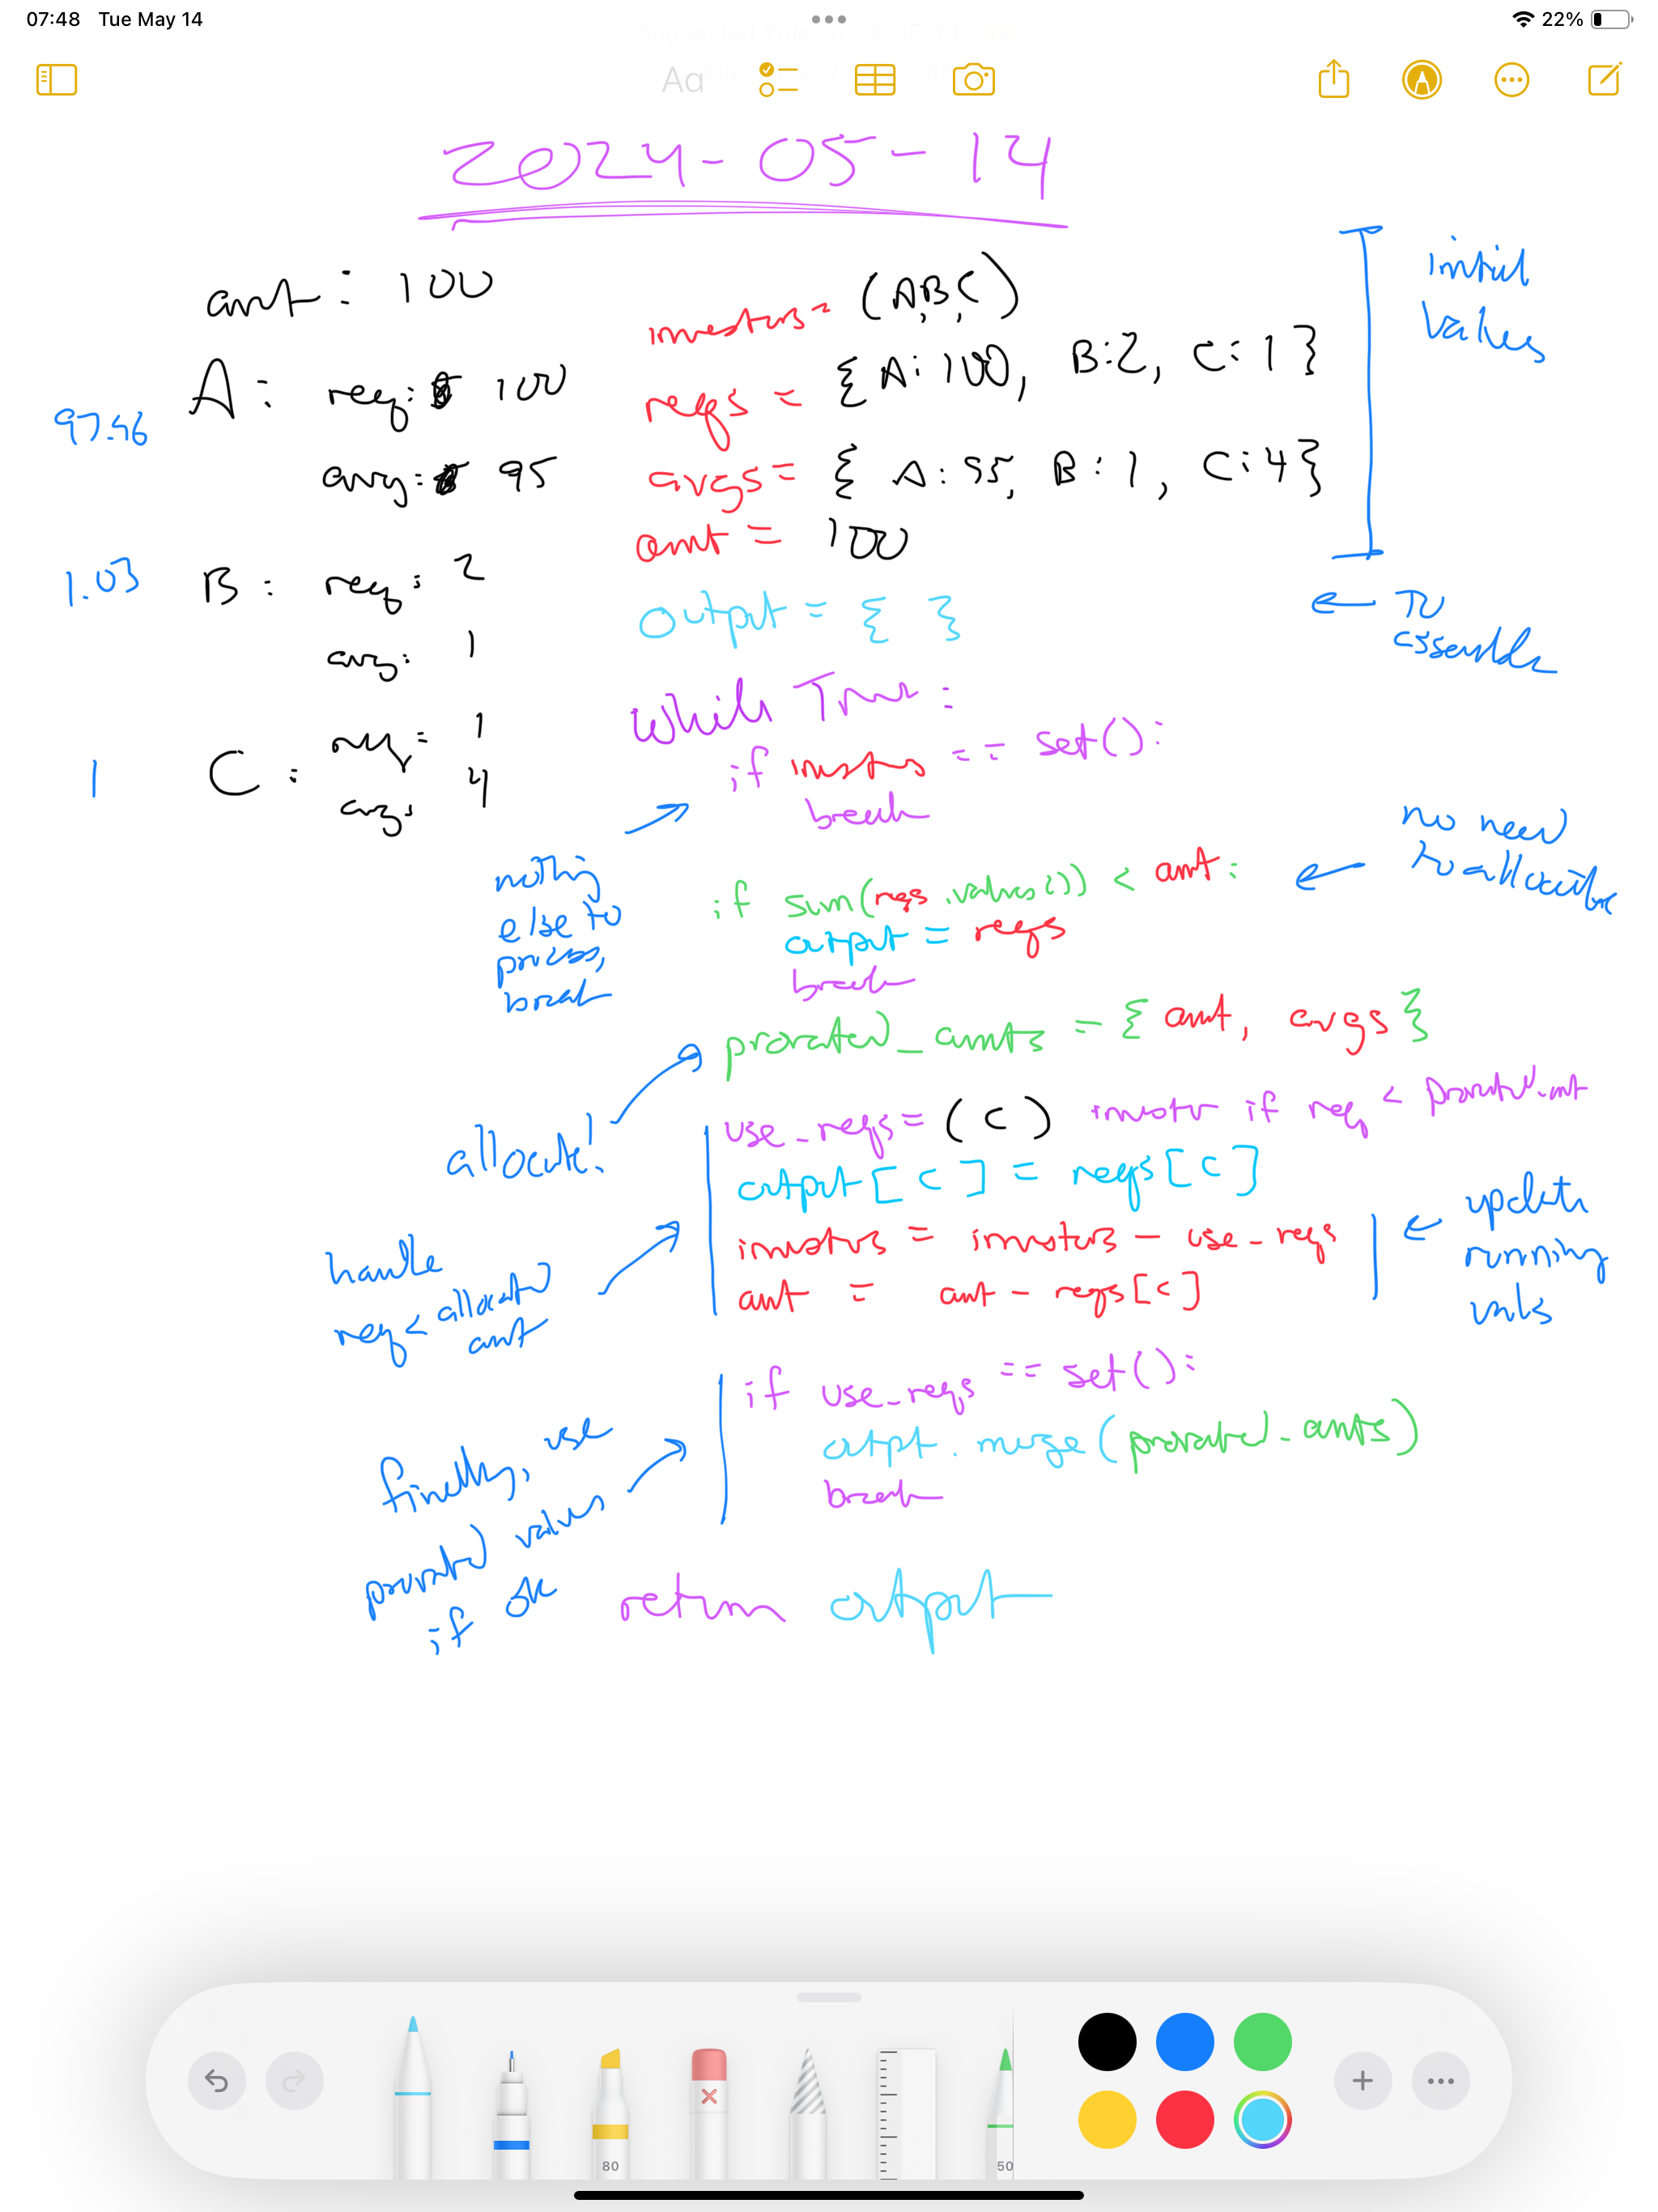 07:48 Tue May 14
22%
Aa
2024-05-14
amt: 100
A: req: 100
avg: 95
97.46
B: req: 2
avg: 1
1.03
C: req: 1
avg: 4
1
investors = (A,B,C)
reqs = { A: 100, B:2, C:1 }
avgs = { A: 95, B:1, C:4 }
amt = 100
initial
values
output = { }
← to
assemble
while True:
if investors == set():
break
nothing
else to
process,
break
if sum(reqs.values()) < amt:
output = reqs
break
no need
to allocate
prorated_amts = { amt, avgs }
allocate!
use_reqs = (C) investor if req < prorated_amt
output[C] = reqs[C]
investors = investors - use_reqs
amt = amt - reqs[C]
handle
req < allocated
amt
update
running
vals
if use_reqs == set():
output.merge(prorated_amts)
break
finally, use
prorated values
if ok
return output
80
50